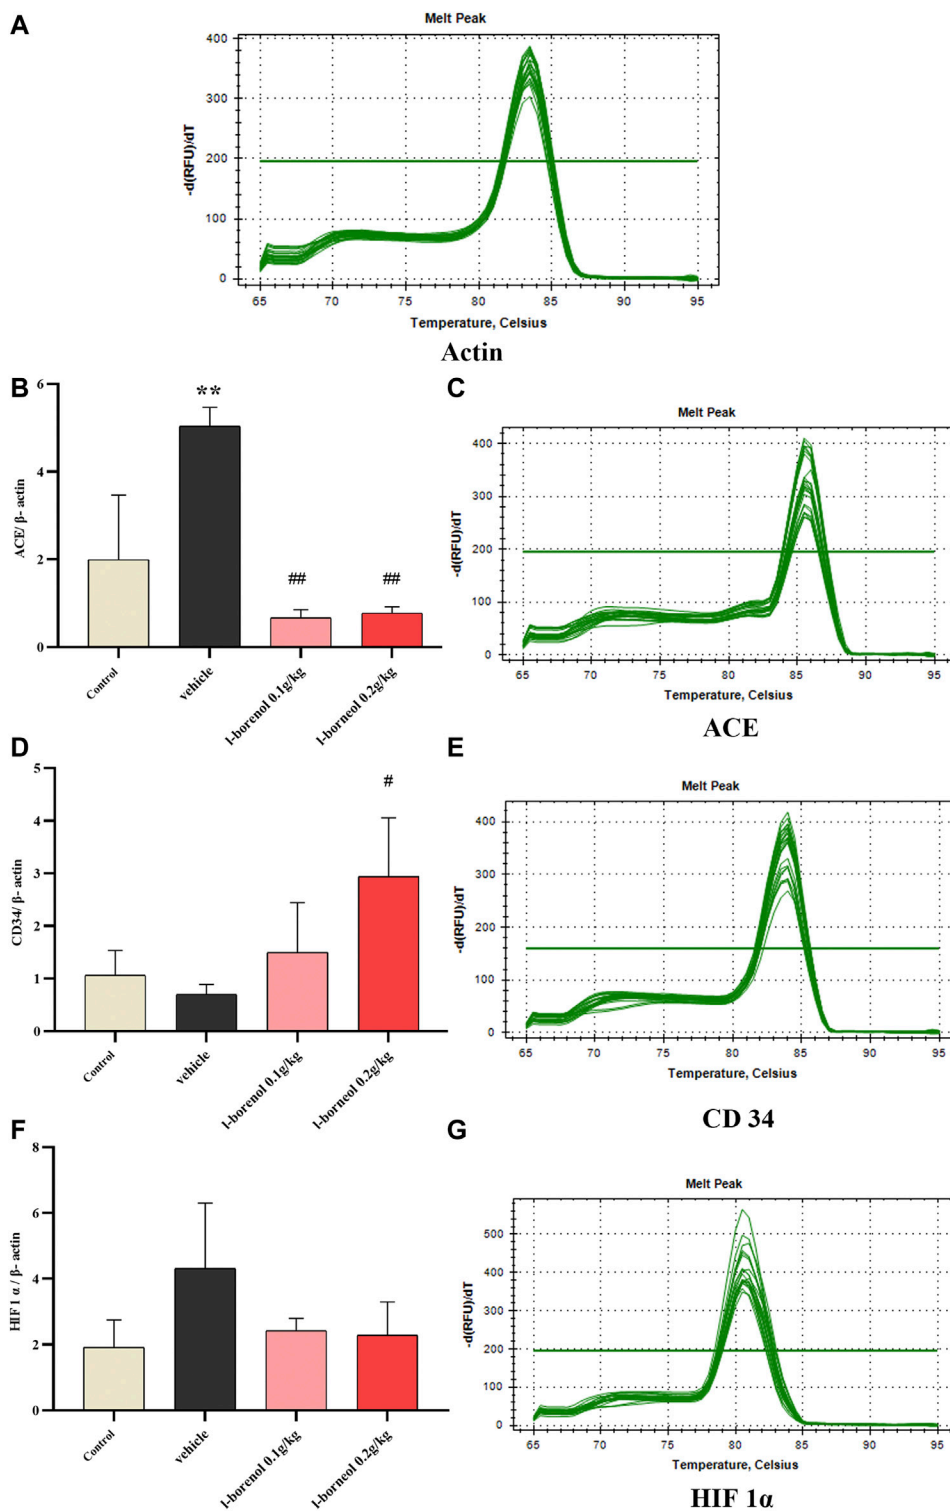 A
Melt Peak
400
300
200
100
0
-d(RFU)/dT
65 70 75 80 85 90 95
Temperature, Celsius
Actin
B
6
4
2
0
ACE/ β- actin
**
##
##
Control
vehicle
l-borenol 0.1g/kg
l-borneol 0.2g/kg
C
Melt Peak
400
300
200
100
0
-d(RFU)/dT
65 70 75 80 85 90 95
Temperature, Celsius
ACE
D
5
4
3
2
1
0
CD34/ β- actin
#
Control
vehicle
l-borenol 0.1g/kg
l-borneol 0.2g/kg
E
Melt Peak
400
300
200
100
0
-d(RFU)/dT
65 70 75 80 85 90 95
Temperature, Celsius
CD 34
F
8
6
4
2
0
HIF 1 α / β- actin
Control
vehicle
l-borenol 0.1g/kg
l-borneol 0.2g/kg
G
Melt Peak
500
400
300
200
100
0
-d(RFU)/dT
65 70 75 80 85 90 95
Temperature, Celsius
HIF 1α